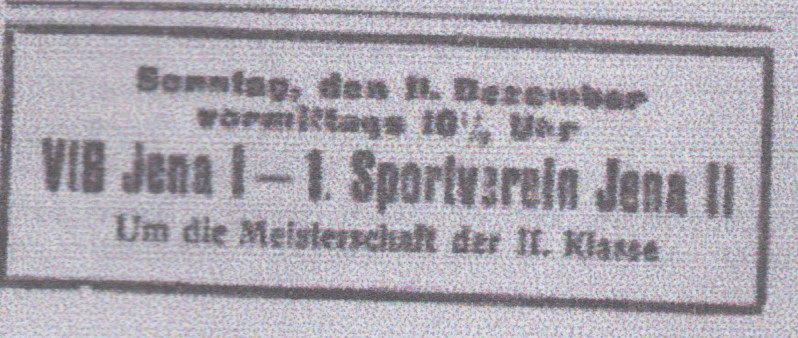 Sonntag, den 11. Dezember
vormittags 10½ Uhr
VfB Jena I – 1. Sportverein Jena II
Um die Meisterschaft der II. Klasse